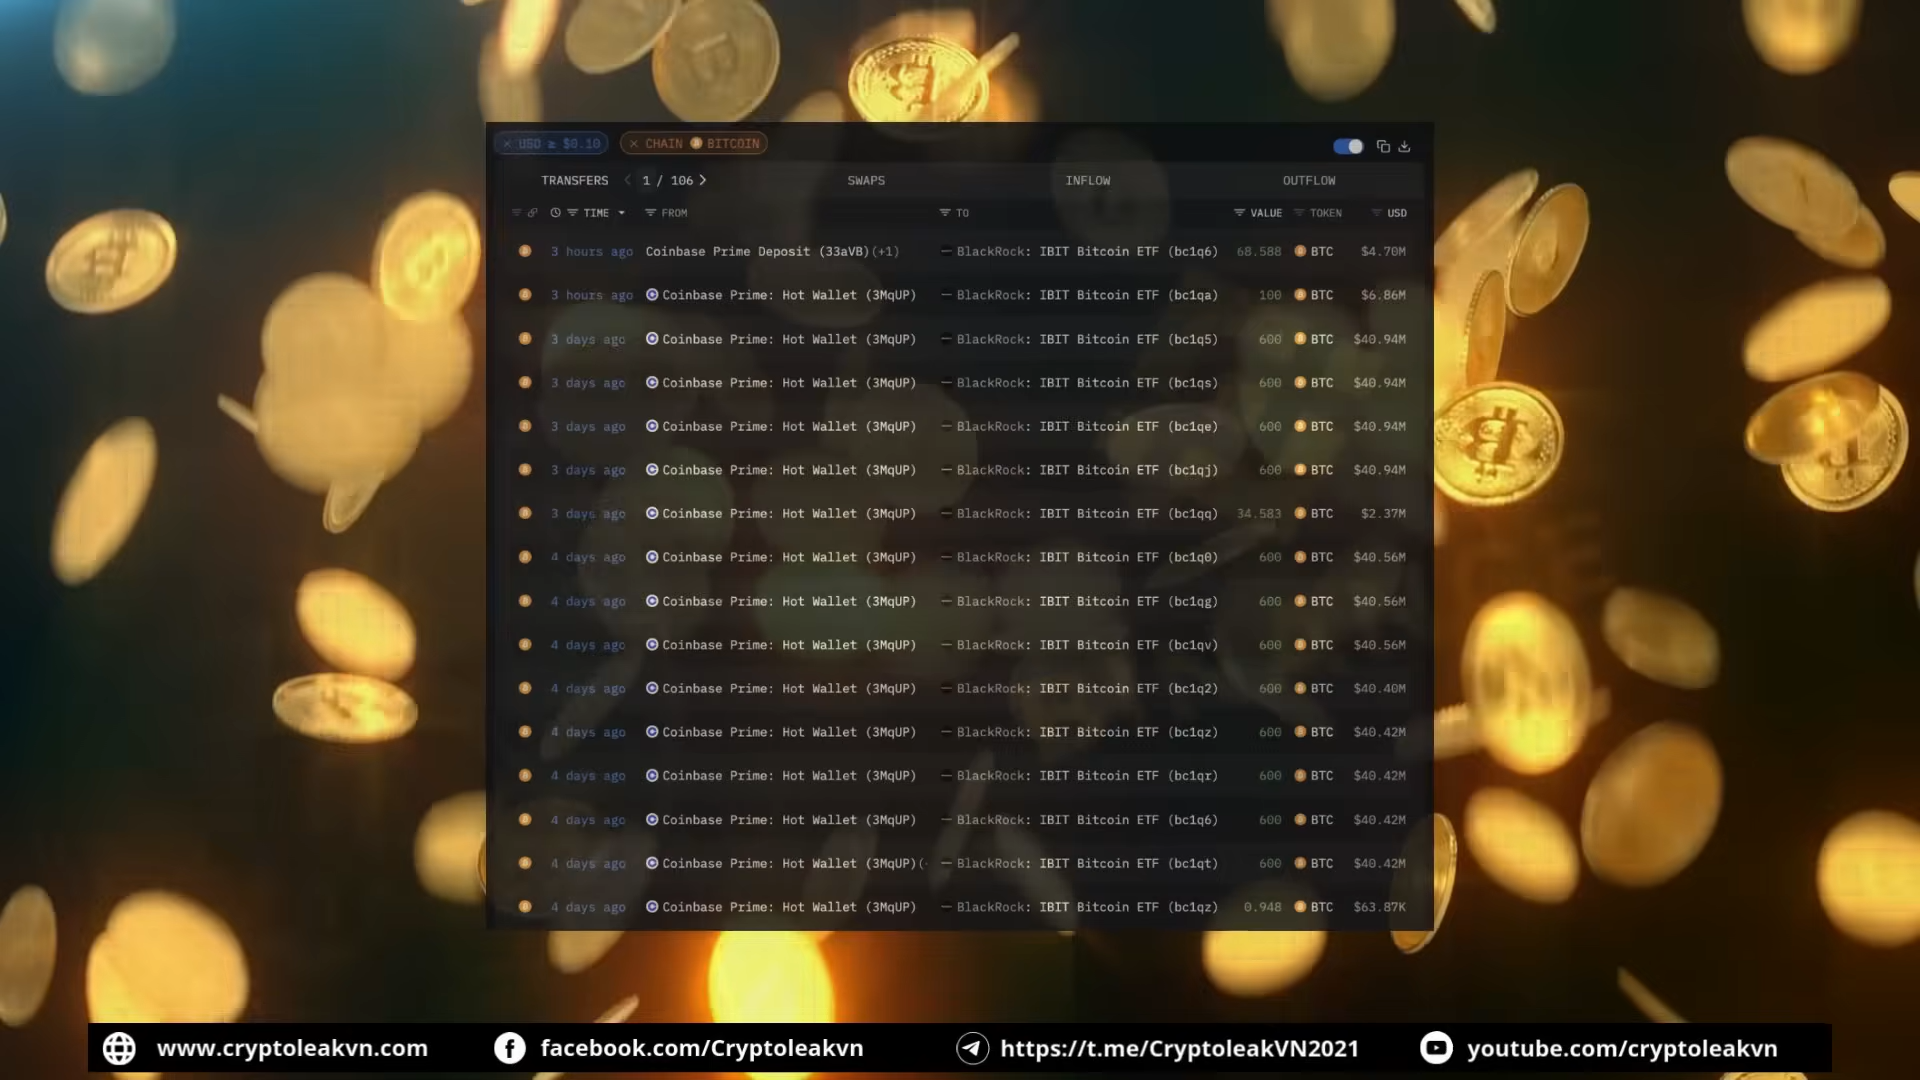 × USD ≥ $0.10 × CHAIN BITCOIN
TRANSFERS < 1 / 106 > SWAPS INFLOW OUTFLOW
TIME FROM TO VALUE TOKEN USD
3 hours ago Coinbase Prime Deposit (33aVB)(+1) BlackRock: IBIT Bitcoin ETF (bc1q6) 68.588 BTC $4.70M
3 hours ago Coinbase Prime: Hot Wallet (3MqUP) BlackRock: IBIT Bitcoin ETF (bc1qa) 100 BTC $6.86M
3 days ago Coinbase Prime: Hot Wallet (3MqUP) BlackRock: IBIT Bitcoin ETF (bc1q5) 600 BTC $40.94M
3 days ago Coinbase Prime: Hot Wallet (3MqUP) BlackRock: IBIT Bitcoin ETF (bc1qs) 600 BTC $40.94M
3 days ago Coinbase Prime: Hot Wallet (3MqUP) BlackRock: IBIT Bitcoin ETF (bc1qe) 600 BTC $40.94M
3 days ago Coinbase Prime: Hot Wallet (3MqUP) BlackRock: IBIT Bitcoin ETF (bc1qj) 600 BTC $40.94M
3 days ago Coinbase Prime: Hot Wallet (3MqUP) BlackRock: IBIT Bitcoin ETF (bc1qq) 34.583 BTC $2.37M
4 days ago Coinbase Prime: Hot Wallet (3MqUP) BlackRock: IBIT Bitcoin ETF (bc1q0) 600 BTC $40.56M
4 days ago Coinbase Prime: Hot Wallet (3MqUP) BlackRock: IBIT Bitcoin ETF (bc1qg) 600 BTC $40.56M
4 days ago Coinbase Prime: Hot Wallet (3MqUP) BlackRock: IBIT Bitcoin ETF (bc1qv) 600 BTC $40.56M
4 days ago Coinbase Prime: Hot Wallet (3MqUP) BlackRock: IBIT Bitcoin ETF (bc1q2) 600 BTC $40.40M
4 days ago Coinbase Prime: Hot Wallet (3MqUP) BlackRock: IBIT Bitcoin ETF (bc1qz) 600 BTC $40.42M
4 days ago Coinbase Prime: Hot Wallet (3MqUP) BlackRock: IBIT Bitcoin ETF (bc1qr) 600 BTC $40.42M
4 days ago Coinbase Prime: Hot Wallet (3MqUP) BlackRock: IBIT Bitcoin ETF (bc1q6) 600 BTC $40.42M
4 days ago Coinbase Prime: Hot Wallet (3MqUP)( BlackRock: IBIT Bitcoin ETF (bc1qt) 600 BTC $40.42M
4 days ago Coinbase Prime: Hot Wallet (3MqUP) BlackRock: IBIT Bitcoin ETF (bc1qz) 0.948 BTC $63.87K
www.cryptoleakvn.com facebook.com/Cryptoleakvn https://t.me/CryptoleakVN2021 youtube.com/cryptoleakvn